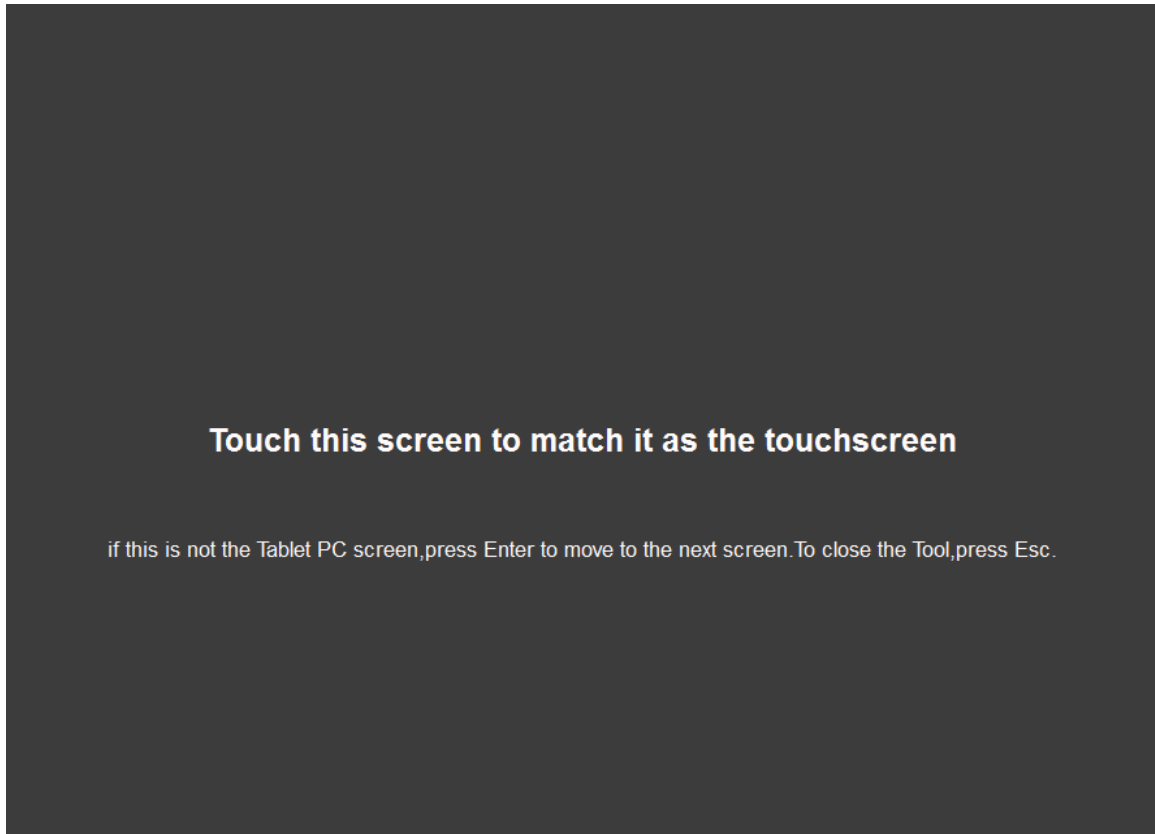 Touch this screen to match it as the touchscreen
if this is not the Tablet PC screen,press Enter to move to the next screen.To close the Tool,press Esc.